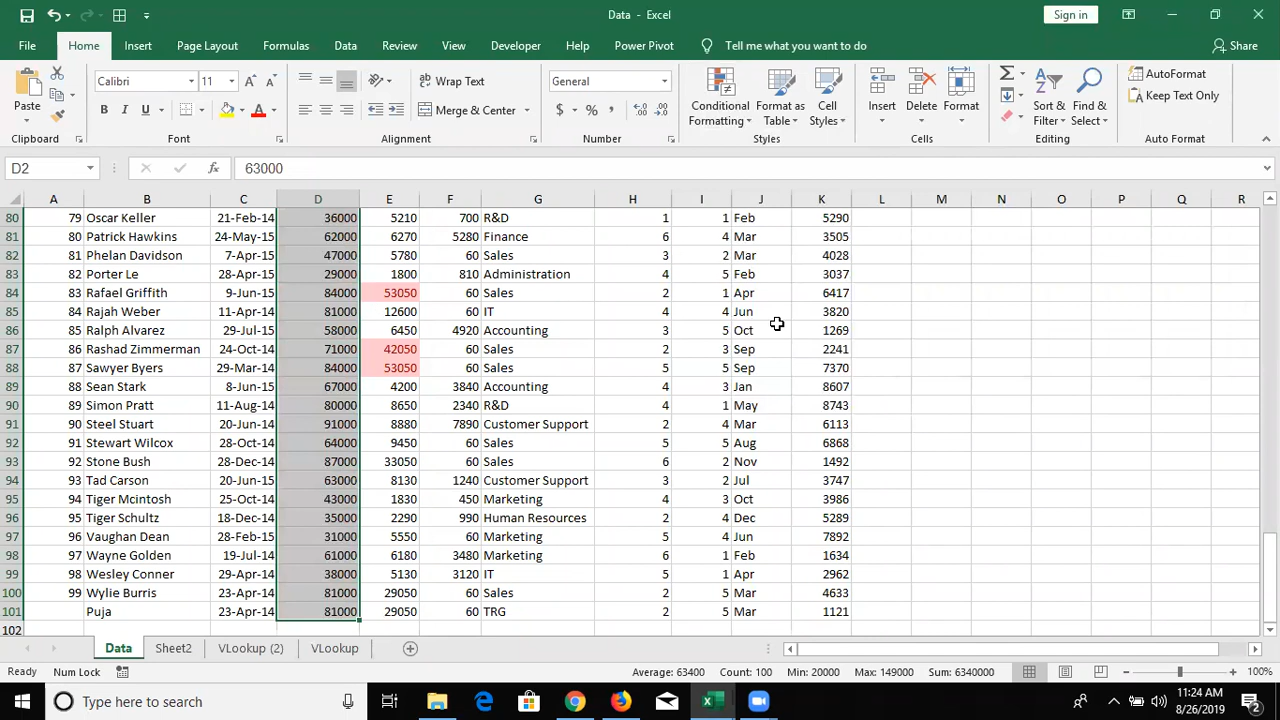 Data - Excel
Sign in
File Home Insert Page Layout Formulas Data Review View Developer Help Power Pivot Tell me what you want to do Share
Paste Calibri 11 Wrap Text General Conditional Formatting Format as Table Cell Styles Insert Delete Format Sort & Filter Find & Select AutoFormat
B I U A Merge & Center $ % , Keep Text Only
Clipboard Font Alignment Number Styles Cells Editing Auto Format
D2 fx 63000
A B C D E F G H I J K L M N O P Q R
80 79 Oscar Keller 21-Feb-14 36000 5210 700 R&D 1 1 Feb 5290
81 80 Patrick Hawkins 24-May-15 62000 6270 5280 Finance 6 4 Mar 3505
82 81 Phelan Davidson 7-Apr-15 47000 5780 60 Sales 3 2 Mar 4028
83 82 Porter Le 28-Apr-15 29000 1800 810 Administration 4 5 Feb 3037
84 83 Rafael Griffith 9-Jun-15 84000 53050 60 Sales 2 1 Apr 6417
85 84 Rajah Weber 11-Apr-14 81000 12600 60 IT 4 4 Jun 3820
86 85 Ralph Alvarez 29-Jul-15 58000 6450 4920 Accounting 3 5 Oct 1269
87 86 Rashad Zimmerman 24-Oct-14 71000 42050 60 Sales 2 3 Sep 2241
88 87 Sawyer Byers 29-Mar-14 84000 53050 60 Sales 5 5 Sep 7370
89 88 Sean Stark 8-Jun-15 67000 4200 3840 Accounting 4 3 Jan 8607
90 89 Simon Pratt 11-Aug-14 80000 8650 2340 R&D 4 1 May 8743
91 90 Steel Stuart 20-Jun-14 91000 8880 7890 Customer Support 2 4 Mar 6113
92 91 Stewart Wilcox 28-Oct-14 64000 9450 60 Sales 5 5 Aug 6868
93 92 Stone Bush 28-Dec-14 87000 33050 60 Sales 6 2 Nov 1492
94 93 Tad Carson 20-Jun-15 63000 8130 1240 Customer Support 3 2 Jul 3747
95 94 Tiger Mcintosh 25-Oct-14 43000 1830 450 Marketing 4 3 Oct 3986
96 95 Tiger Schultz 18-Dec-14 35000 2290 990 Human Resources 2 4 Dec 5289
97 96 Vaughan Dean 28-Feb-15 31000 5550 60 Marketing 5 4 Jun 7892
98 97 Wayne Golden 19-Jul-14 61000 6180 3480 Marketing 6 1 Feb 1634
99 98 Wesley Conner 29-Apr-14 38000 5130 3120 IT 5 1 Apr 2962
100 99 Wylie Burris 23-Apr-14 81000 29050 60 Sales 2 5 Mar 4633
101 Puja 23-Apr-14 81000 29050 60 TRG 2 5 Mar 1121
102
Data Sheet2 VLookup (2) VLookup
Ready Num Lock Average: 63400 Count: 100 Min: 20000 Max: 149000 Sum: 6340000 100%
Type here to search 11:24 AM
8/26/2019 2